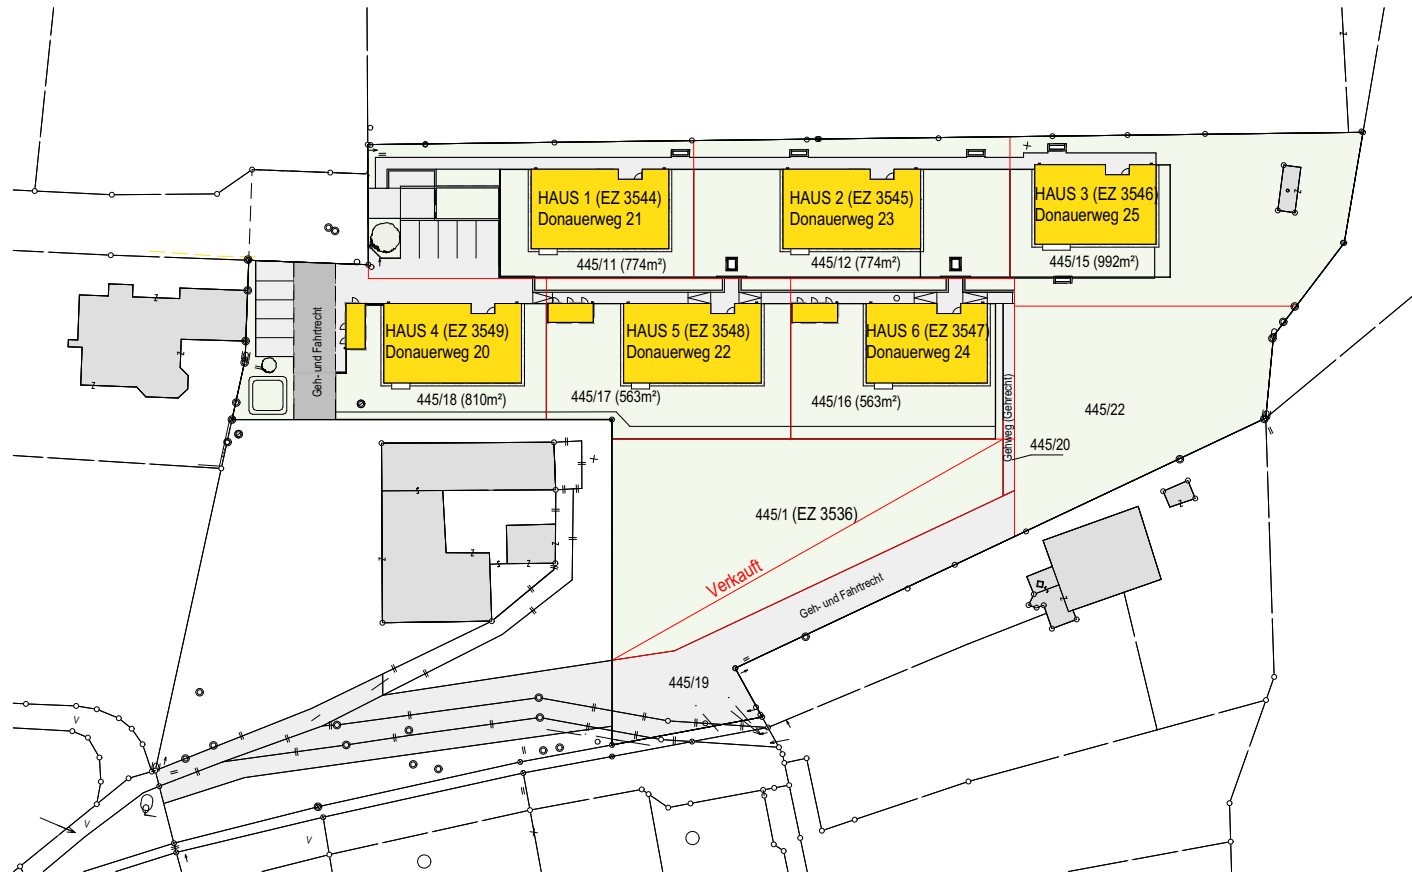 HAUS 1 (EZ 3544)
Donauerweg 21
HAUS 2 (EZ 3545)
Donauerweg 23
HAUS 3 (EZ 3546)
Donauerweg 25
445/11 (774m²)
445/12 (774m²)
445/15 (992m²)
HAUS 4 (EZ 3549)
Donauerweg 20
HAUS 5 (EZ 3548)
Donauerweg 22
HAUS 6 (EZ 3547)
Donauerweg 24
Geh- und Fahrtrecht
445/18 (810m²)
445/17 (563m²)
445/16 (563m²)
Gehweg (Gehrecht)
445/22
445/20
445/1 (EZ 3536)
Verkauft
Geh- und Fahrtrecht
445/19